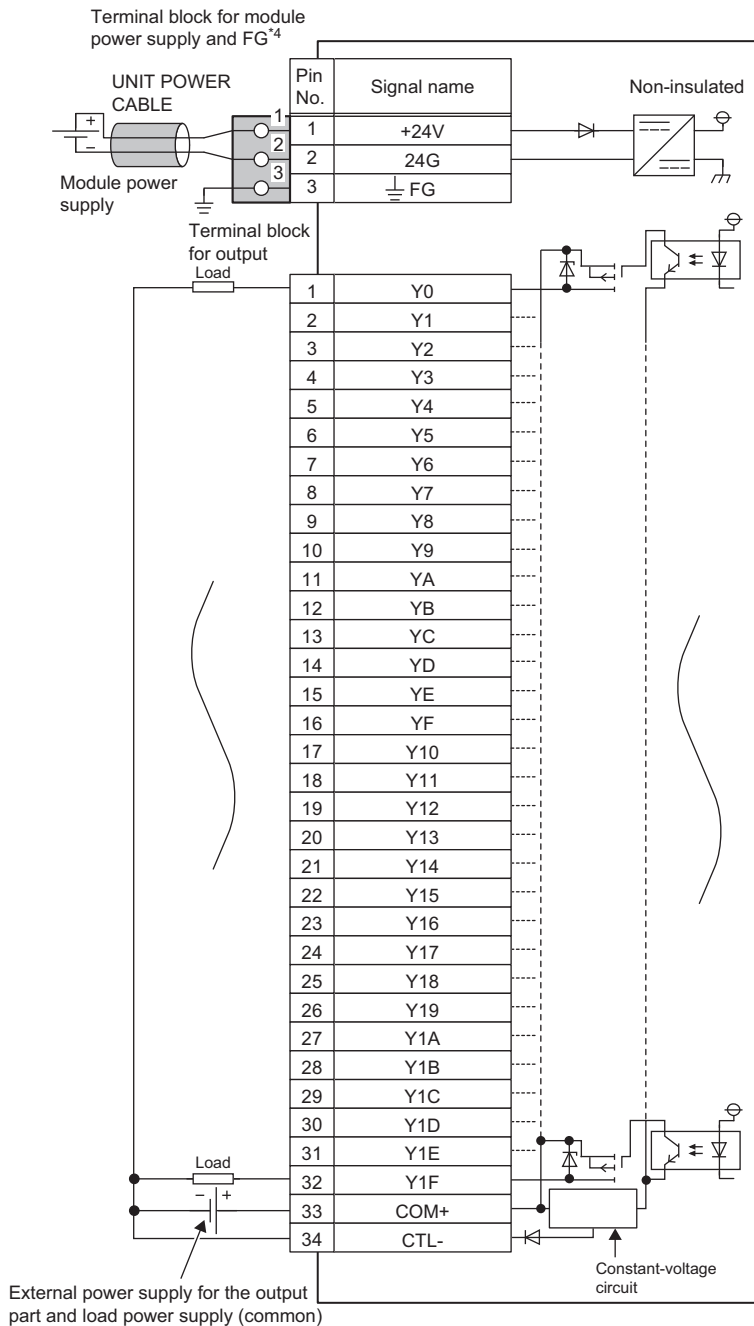 Terminal block for module
power supply and FG*4
UNIT POWER
CABLE
+
−
Module power
supply
1
2
3
Pin
No.
Signal name
1 +24V
2 24G
3 FG
Non-insulated
Terminal block
for output
Load
1 Y0
2 Y1
3 Y2
4 Y3
5 Y4
6 Y5
7 Y6
8 Y7
9 Y8
10 Y9
11 YA
12 YB
13 YC
14 YD
15 YE
16 YF
17 Y10
18 Y11
19 Y12
20 Y13
21 Y14
22 Y15
23 Y16
24 Y17
25 Y18
26 Y19
27 Y1A
28 Y1B
29 Y1C
30 Y1D
31 Y1E
Load
32 Y1F
− +
33 COM+
34 CTL-
Constant-voltage
circuit
External power supply for the output
part and load power supply (common)